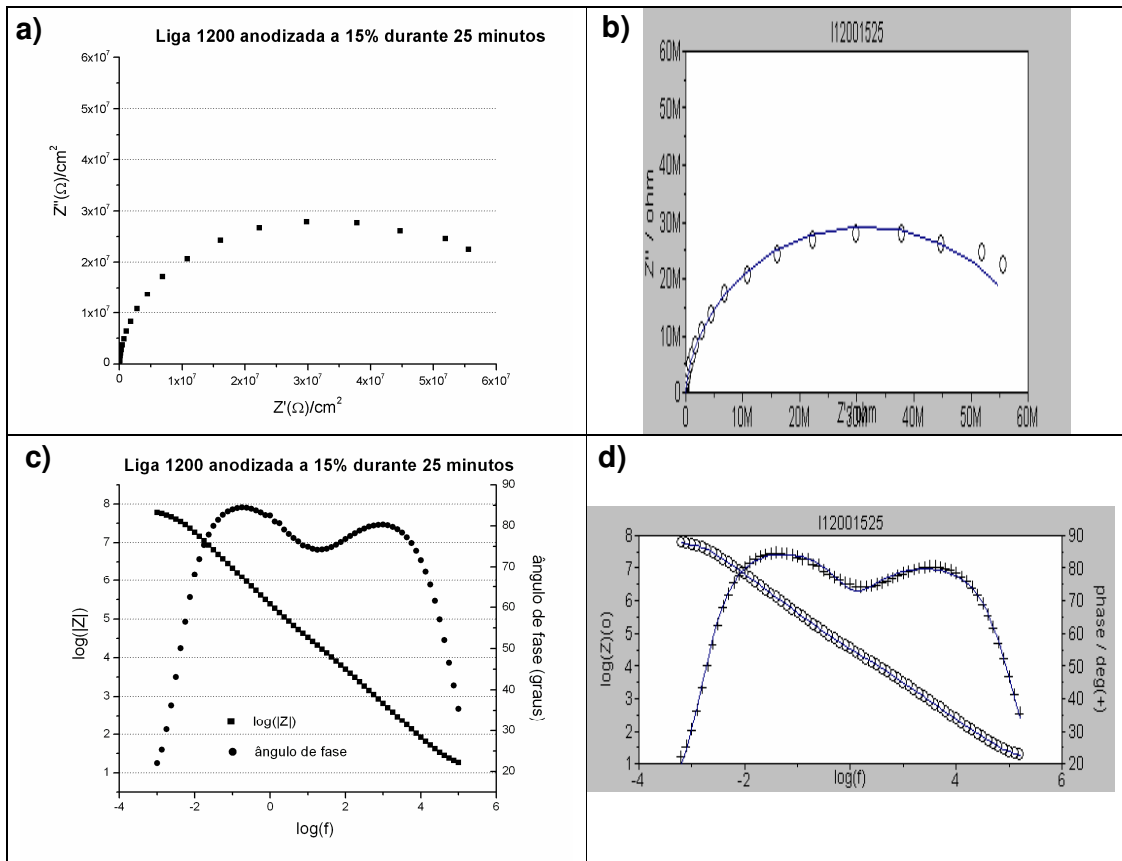 a)
Liga 1200 anodizada a 15% durante 25 minutos
6x10⁷
5x10⁷
4x10⁷
3x10⁷
2x10⁷
1x10⁷
0
Z''(Ω)/cm²
0 1x10⁷ 2x10⁷ 3x10⁷ 4x10⁷ 5x10⁷ 6x10⁷
Z'(Ω)/cm²
b)
I12001525
60M
50M
40M
30M
20M
10M
0
Z'' / ohm
0 10M 20M 30M 40M 50M 60M
Z' / ohm
c)
Liga 1200 anodizada a 15% durante 25 minutos
8
7
6
5
4
3
2
1
log(|Z|)
90
80
70
60
50
40
30
20
ângulo de fase (graus)
log(|Z|)
ângulo de fase
-4 -2 0 2 4 6
log(f)
d)
I12001525
8
7
6
5
4
3
2
1
log(Z)(o)
90
80
70
60
50
40
30
20
phase / deg(+)
-4 -2 1 4 6
log(f)